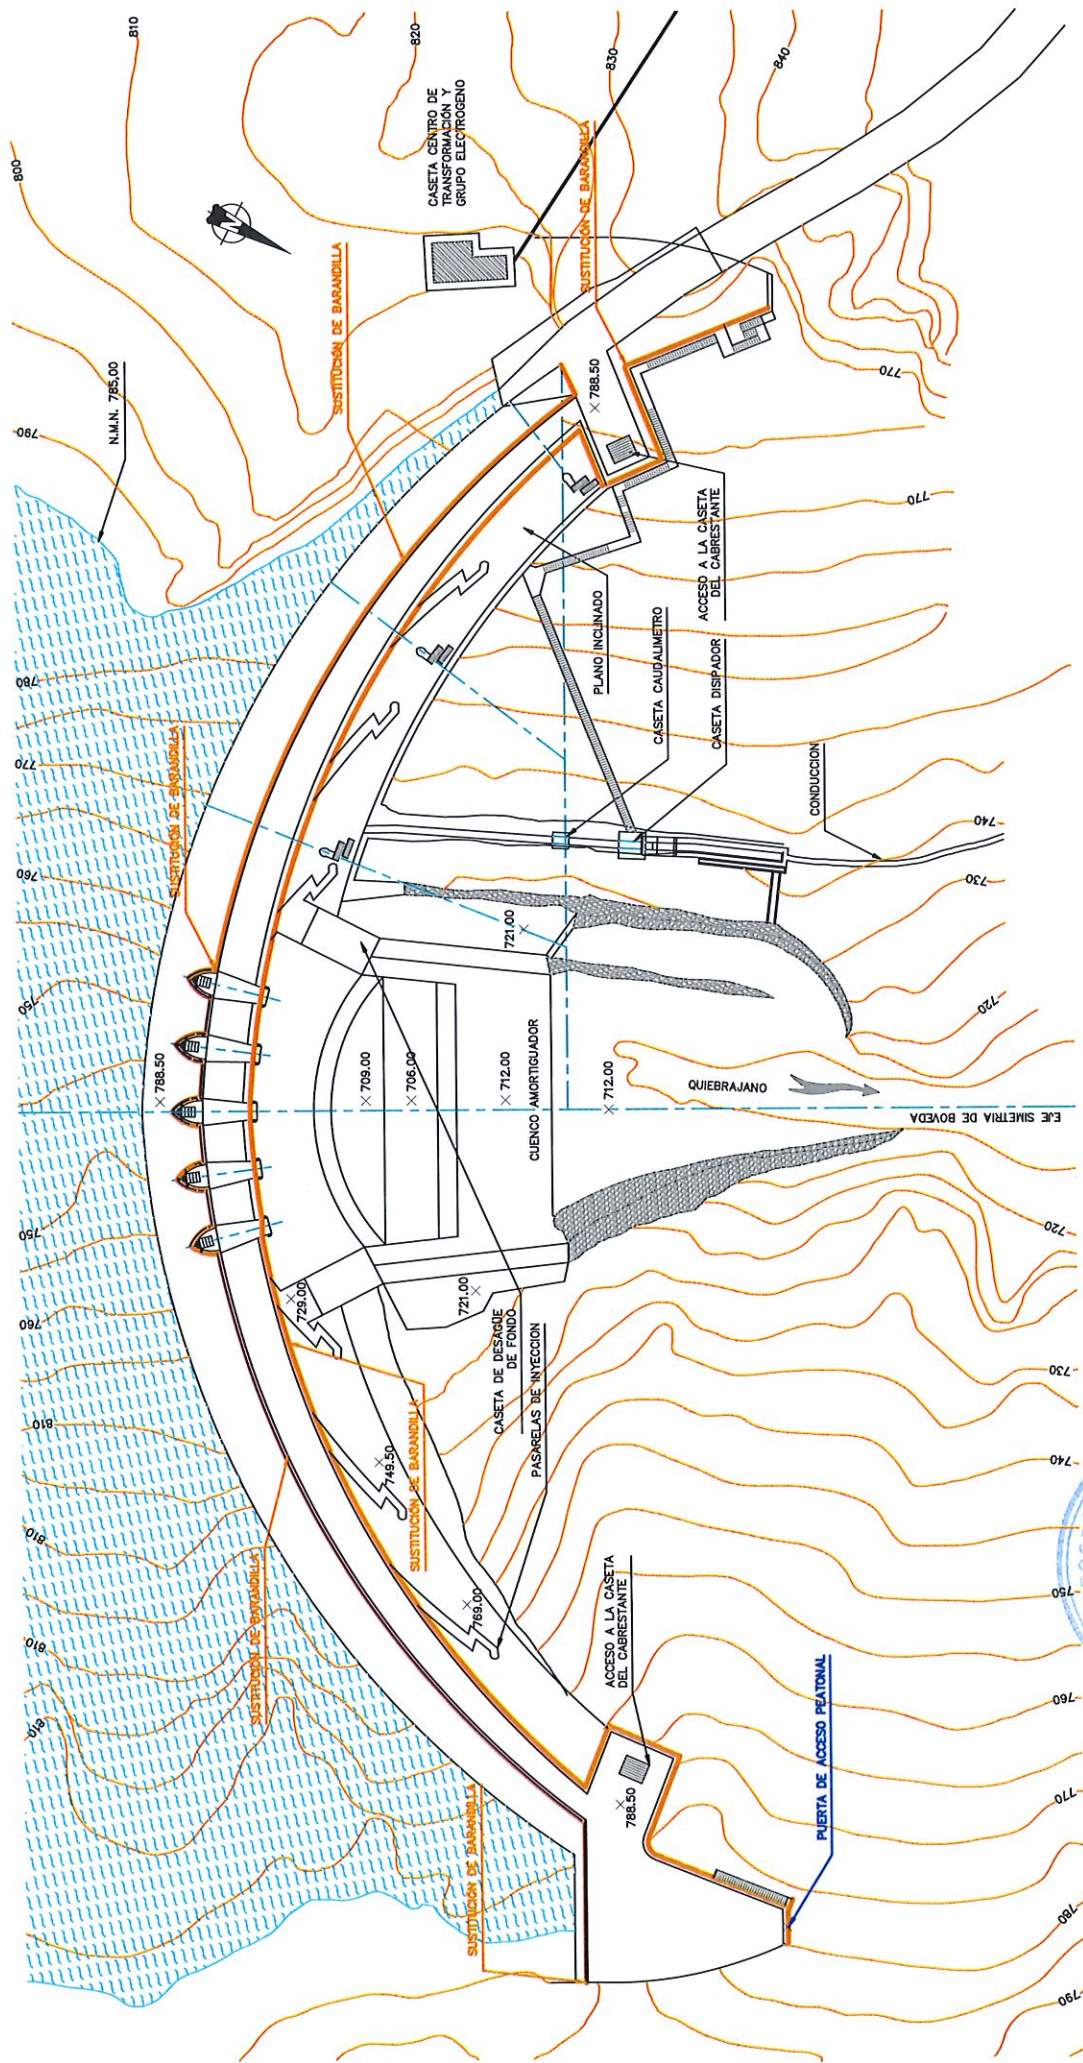 800
790
780
770
760
750
750
760
810
810
810
810
N.M.N. 785,00
810
788.50
SUSTITUCIÓN DE BARANDILLA
SUSTITUCIÓN DE BARANDILLA
N
729.00
SUSTITUCIÓN DE BARANDILLA
709.00
749.50
706.00
SUSTITUCIÓN DE BARANDILLA
820
CASETA CENTRO DE
TRANSFORMACIÓN Y
GRUPO ELECTROGENO
SUSTITUCIÓN DE BARANDILLA
769.00
721.00
CASETA DE DESAGÜE
DE FONDO
712.00
721.00
PASARELAS DE INYECCION
CUENCO AMORTIGUADOR
SUSTITUCIÓN DE BARANDILLA
788.50
PLANO INCLINADO
712.00
830
ACCESO A LA CASETA
DEL CABRESTANTE
788.50
CASETA CAUDALIMETRO
QUIEBRAJANO
ACCESO A LA CASETA
DEL CABRESTANTE
CASETA DISIPADOR
840
CONDUCCION
PUERTA DE ACCESO PEATONAL
EJE SIMETRIA DE BOVEDA
770
770
740
730
720
720
730
740
750
760
770
780
790